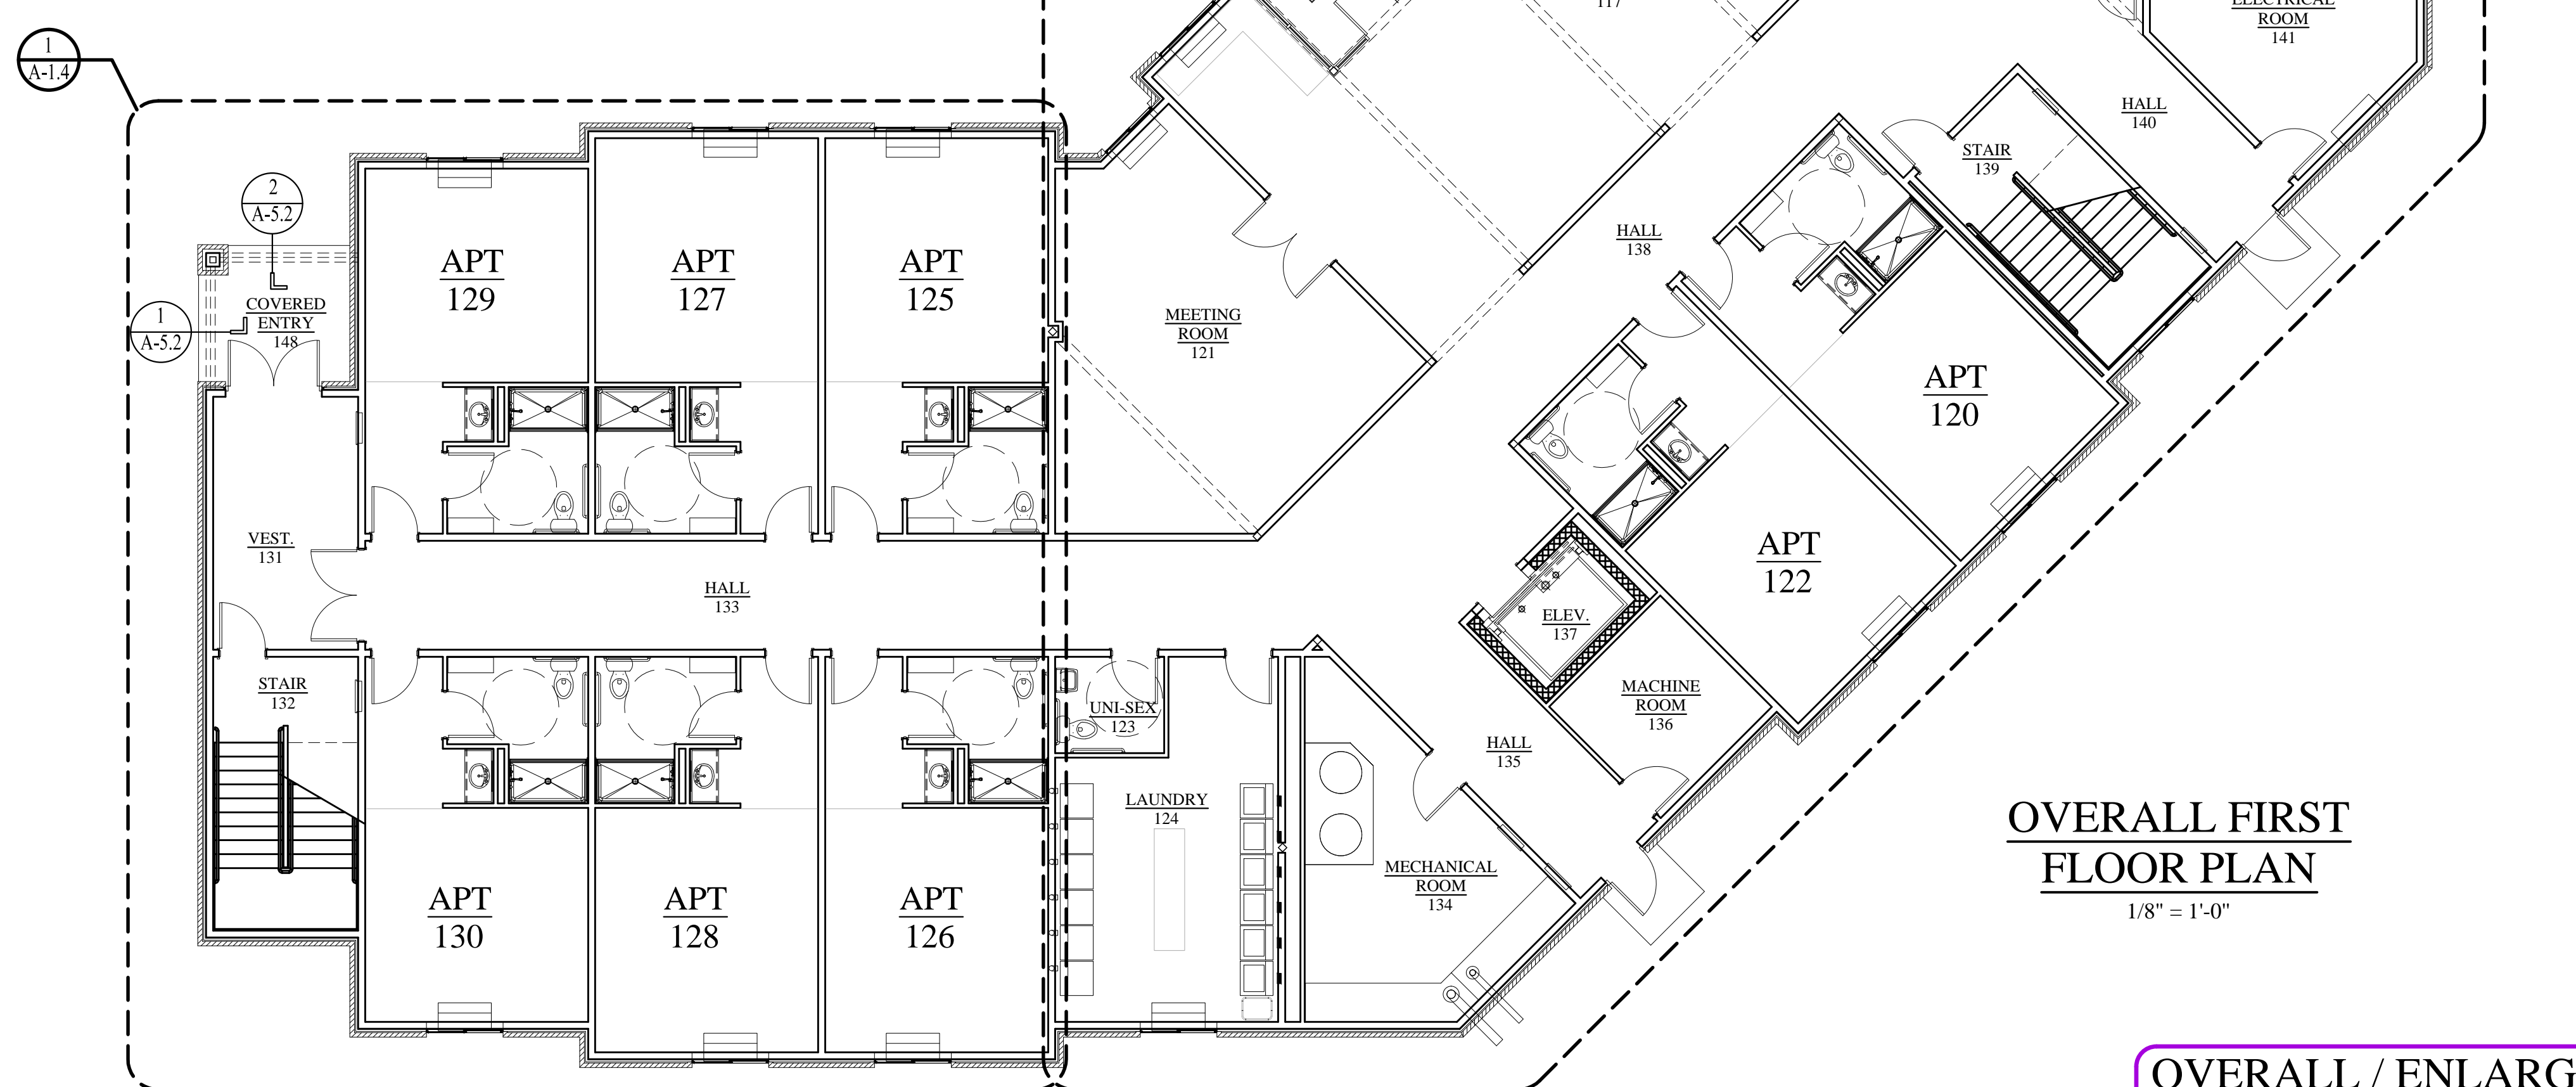 117
ELECTRICAL
ROOM
141
1
A-1.4
HALL
140
STAIR
139
2
A-5.2
HALL
138
APT
129
APT
127
APT
125
COVERED
ENTRY
148
1
A-5.2
MEETING
ROOM
121
APT
120
VEST.
131
APT
122
HALL
133
ELEV.
137
STAIR
132
MACHINE
ROOM
136
UNI-SEX
123
HALL
135
LAUNDRY
124
OVERALL FIRST
FLOOR PLAN
1/8" = 1'-0"
MECHANICAL
ROOM
134
APT
130
APT
128
APT
126
OVERALL / ENLARG